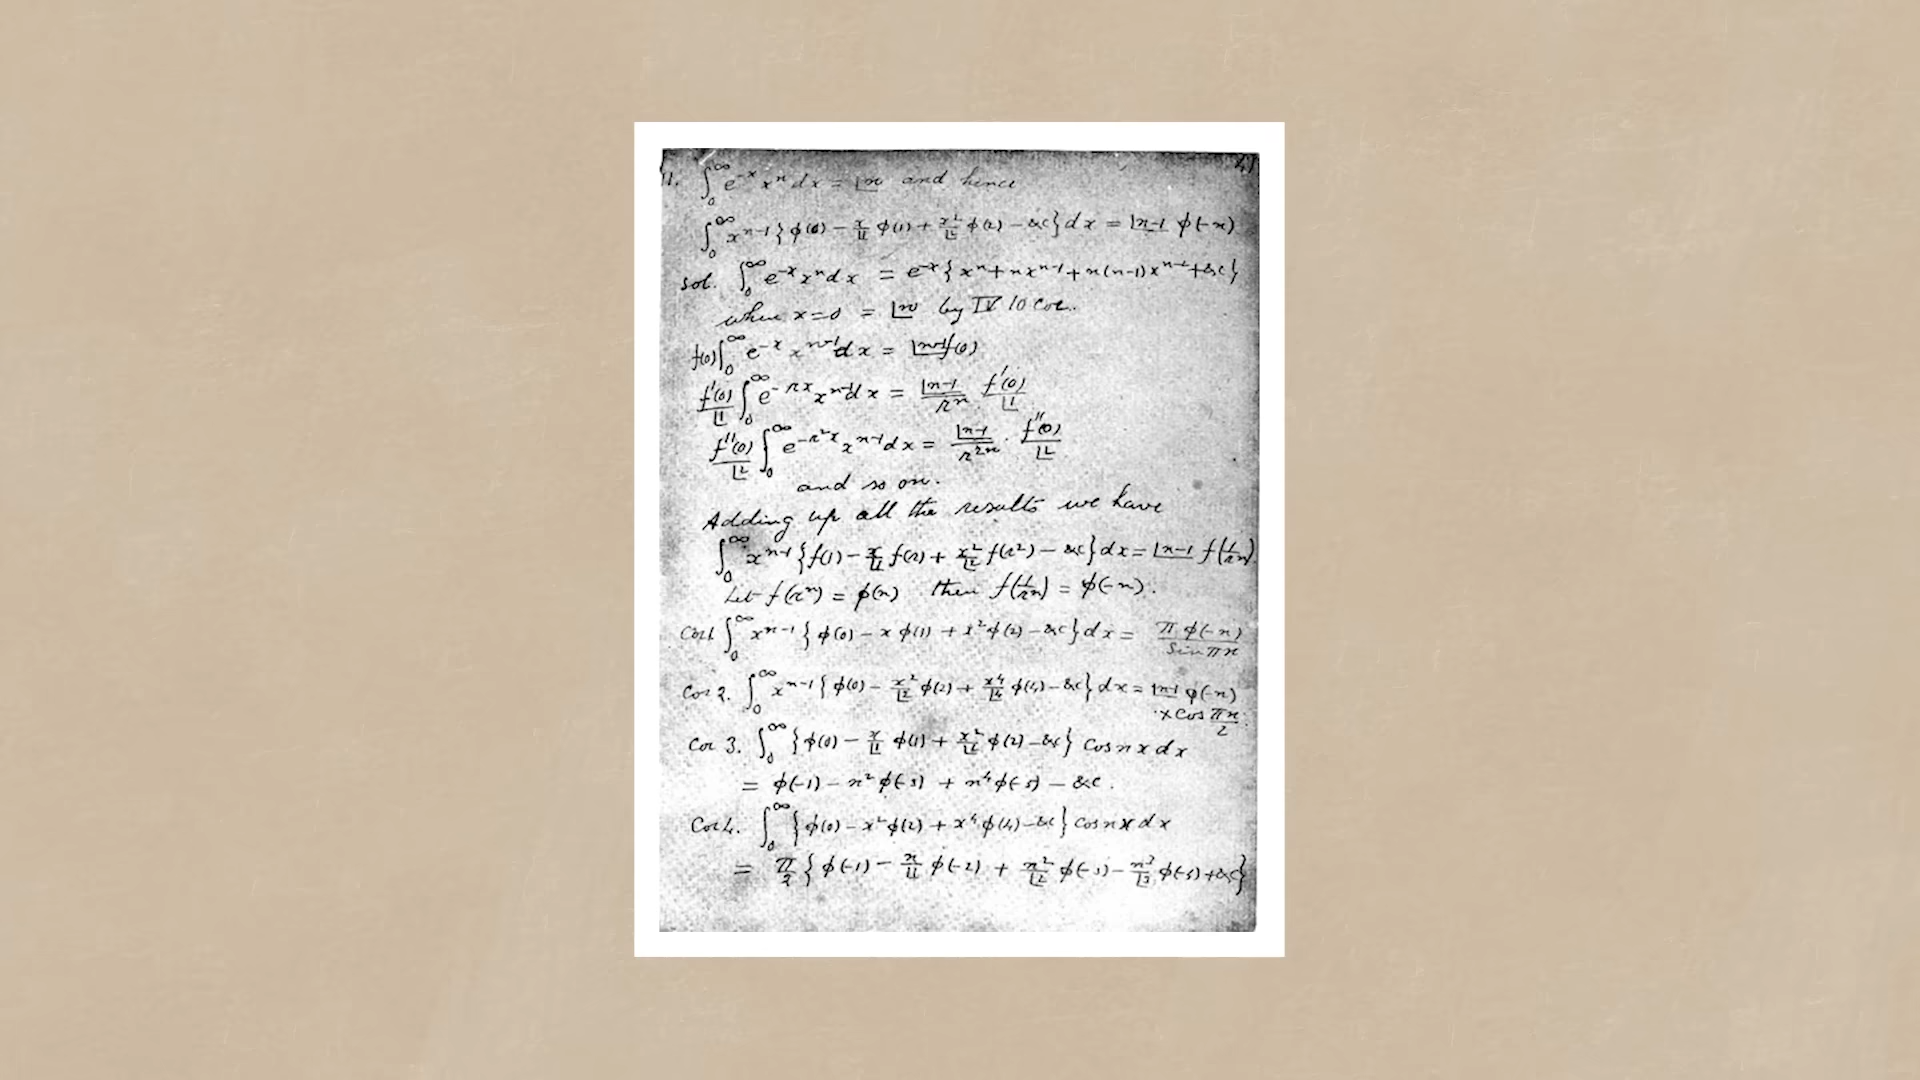 11. ∫₀^∞ e^{-x} x^n dx = |n and hence
∫₀^∞ x^{n-1} {φ(0) − x/|1 φ(1) + x²/|2 φ(2) − &c} dx = |n-1 φ(-n)
Sol. ∫₀^∞ e^{-x} x^n dx = e^{-x} {x^n + n x^{n-1} + n(n-1) x^{n-2} + &c}
when x=0 = |n by IV 10 Cor.
f(0) ∫₀^∞ e^{-x} x^{n-1} dx = |n-1 f(0)
f'(0)/|1 ∫₀^∞ e^{-rx} x^{n-1} dx = |n-1/r^n · f'(0)/|1
f''(0)/|2 ∫₀^∞ e^{-r²x} x^{n-1} dx = |n-1/r^{2n} · f''(0)/|2
and so on.
Adding up all the results we have
∫₀^∞ x^{n-1} {f(1) − x/|1 f(r) + x²/|2 f(r²) − &c} dx = |n-1 f(1/r^n)
Let f(r^n) = φ(n) then f(1/r^n) = φ(-n).
Cor 1 ∫₀^∞ x^{n-1} {φ(0) − x φ(1) + x² φ(2) − &c} dx = π φ(-n)/Sin πn
Cor 2. ∫₀^∞ x^{n-1} {φ(0) − x²/|2 φ(2) + x⁴/|4 φ(4) − &c} dx = |n-1 φ(-n)
× Cos πn/2.
Cor 3. ∫₀^∞ {φ(0) − x/|1 φ(1) + x²/|2 φ(2) − &c} Cos nx dx
= φ(-1) − n² φ(-3) + n⁴ φ(-5) − &c.
Cor 4. ∫₀^∞ {φ(0) − x² φ(2) + x⁴ φ(4) − &c} cos nx dx
= π/2 {φ(-1) − n/|1 φ(-2) + n²/|2 φ(-3) − n³/|3 φ(-4) + &c}